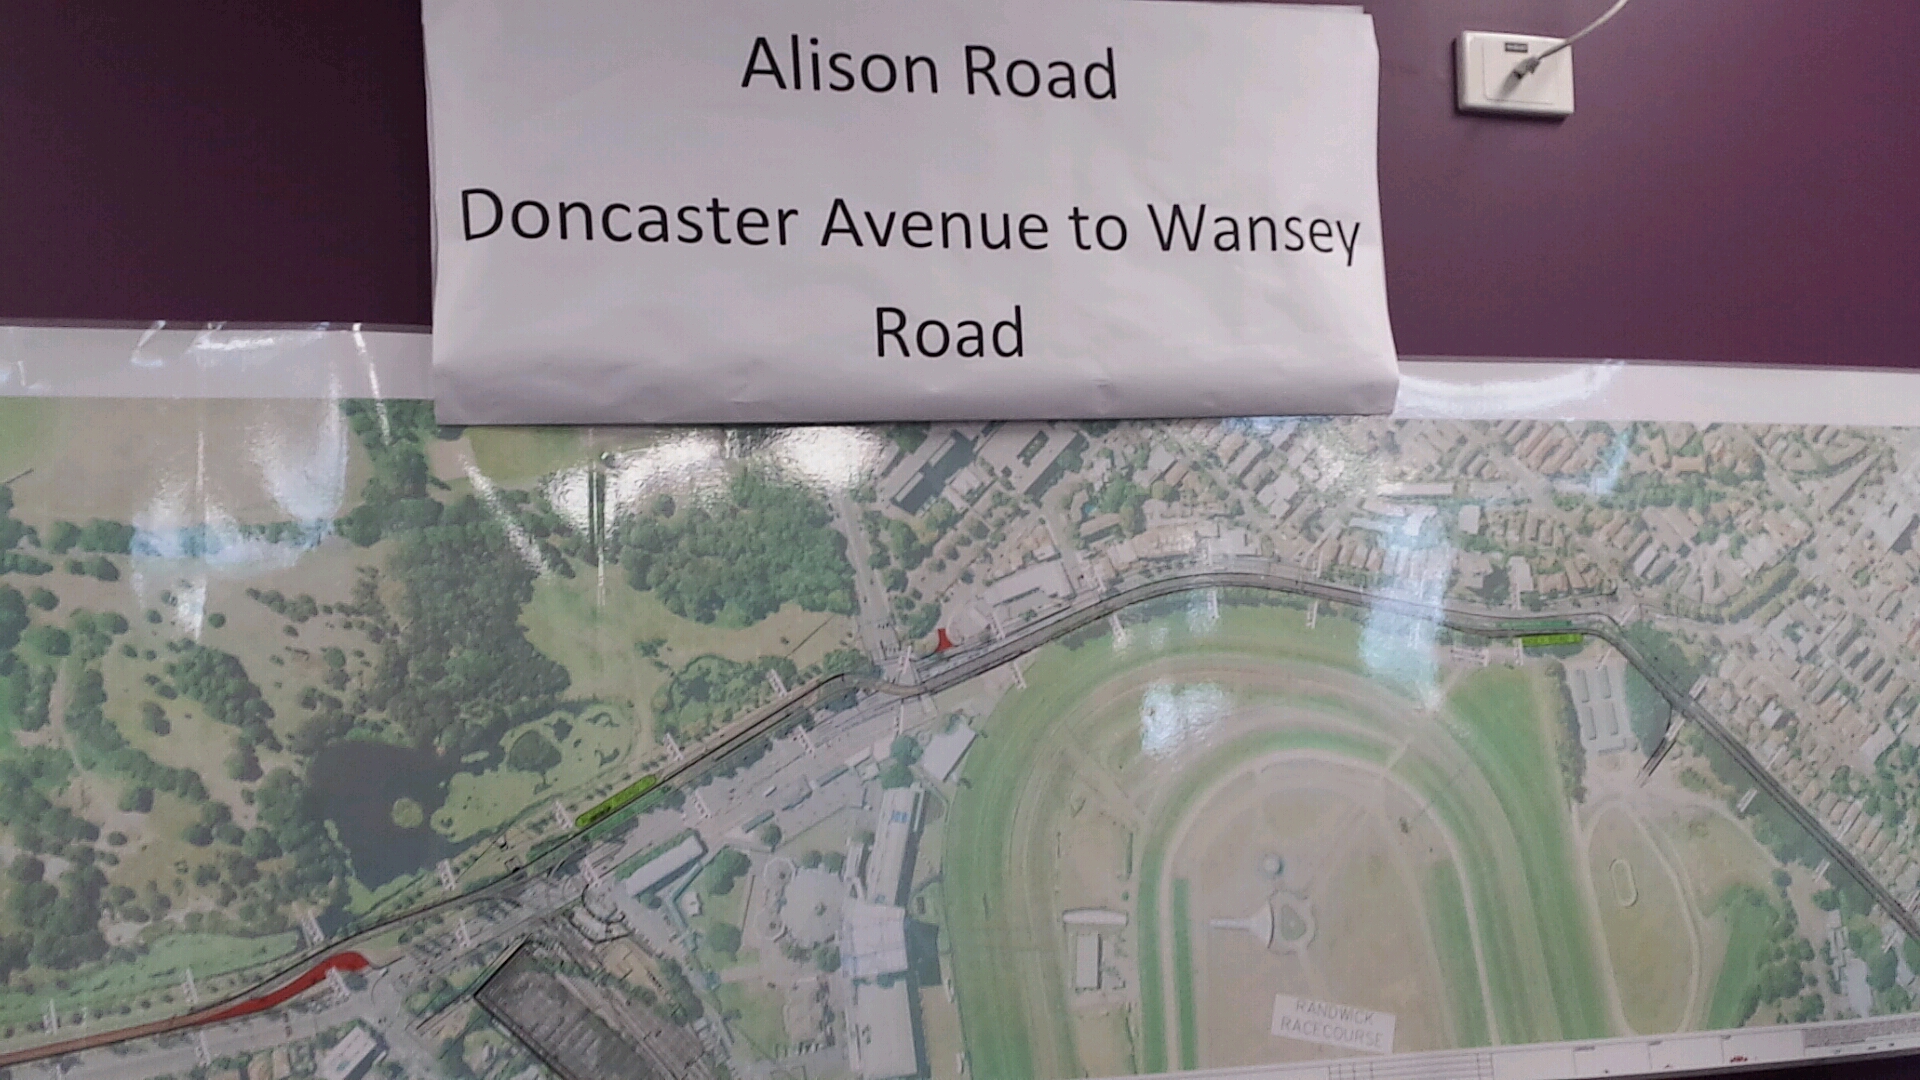 Alison Road
Doncaster Avenue to Wansey
Road
RANDWICK
RACECOURSE